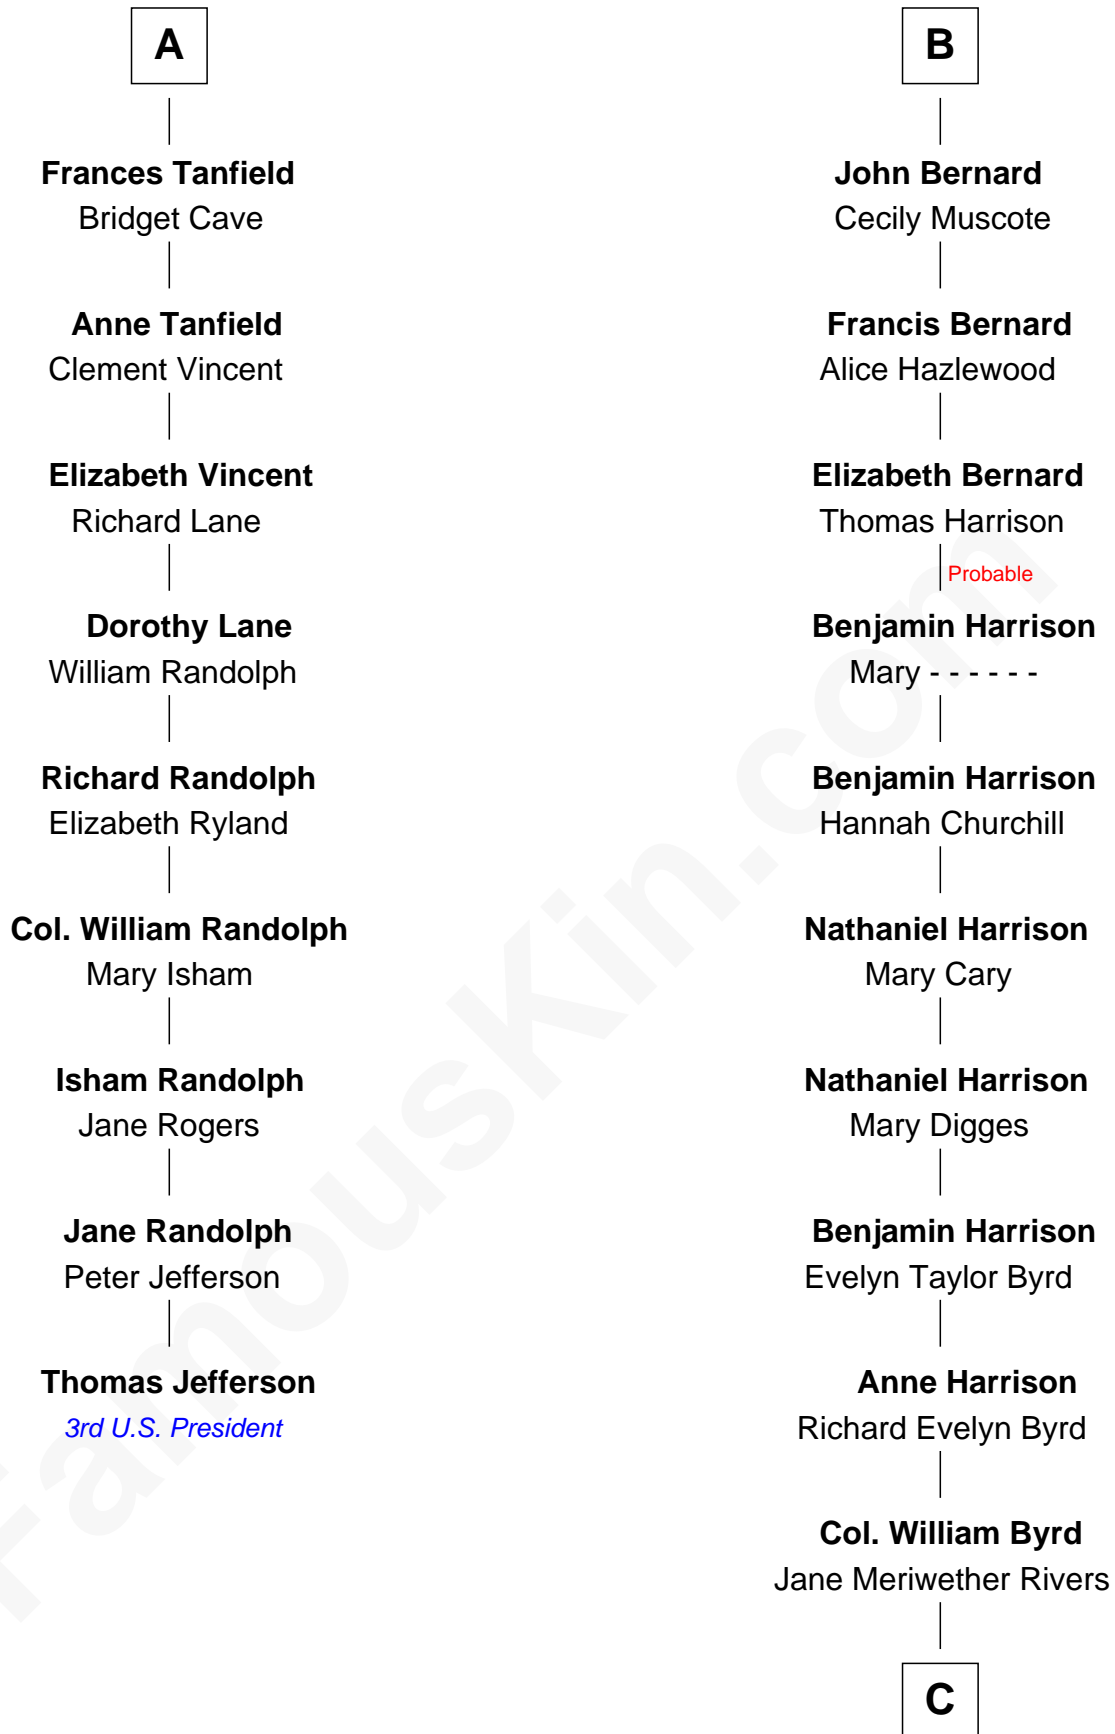 A
Frances Tanfield
Bridget Cave
Anne Tanfield
Clement Vincent
Elizabeth Vincent
Richard Lane
Dorothy Lane
William Randolph
Richard Randolph
Elizabeth Ryland
Col. William Randolph
Mary Isham
Isham Randolph
Jane Rogers
Jane Randolph
Peter Jefferson
Thomas Jefferson
3rd U.S. President
B
John Bernard
Cecily Muscote
Francis Bernard
Alice Hazlewood
Elizabeth Bernard
Thomas Harrison
Probable
Benjamin Harrison
Mary - - - - - -
Benjamin Harrison
Hannah Churchill
Nathaniel Harrison
Mary Cary
Nathaniel Harrison
Mary Digges
Benjamin Harrison
Evelyn Taylor Byrd
Anne Harrison
Richard Evelyn Byrd
Col. William Byrd
Jane Meriwether Rivers
C
FamousKin.com